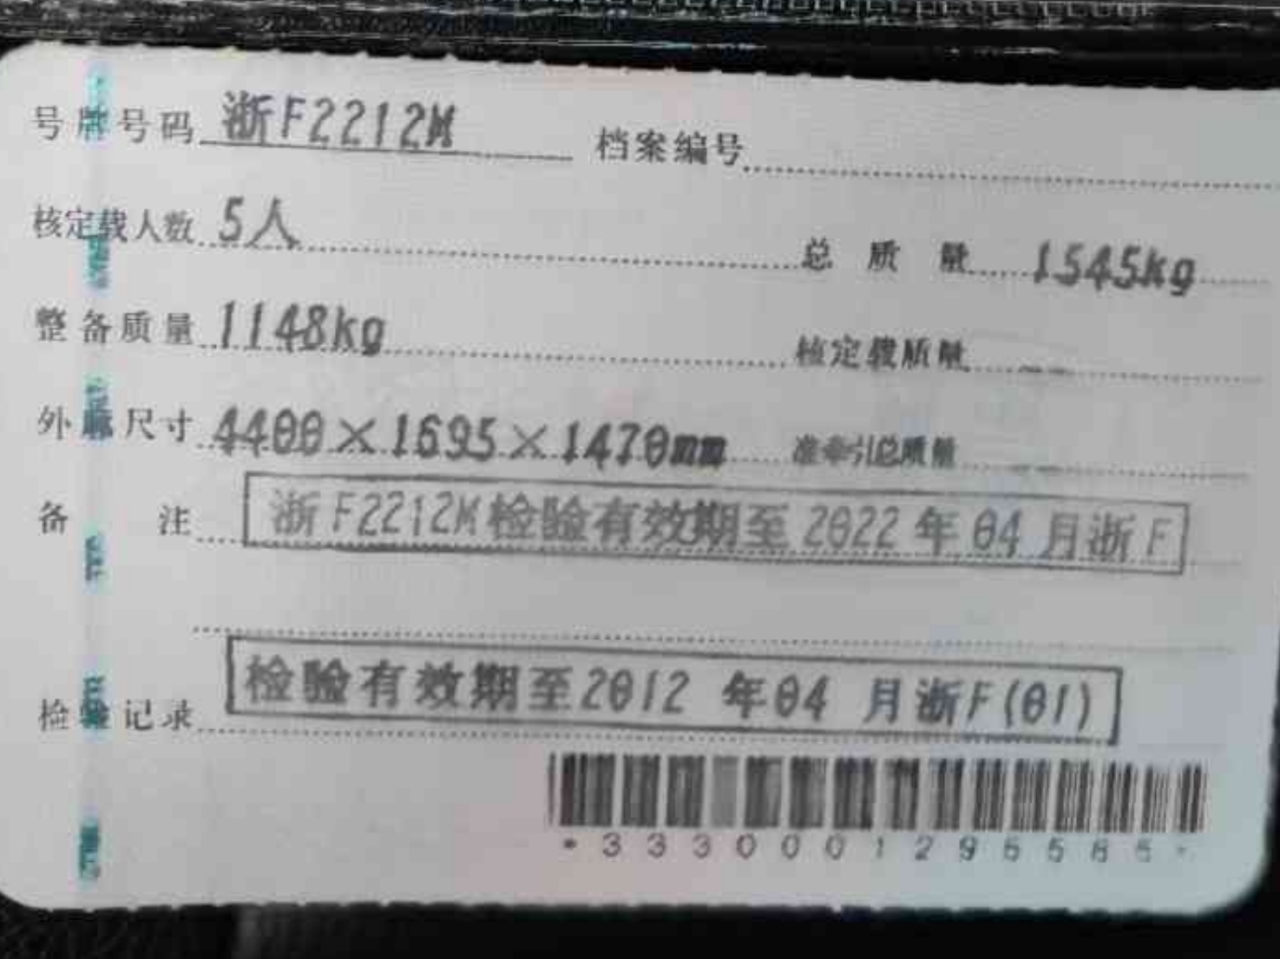 号牌号码 浙F2212M 档案编号
核定载人数 5人 总质量 1545kg
整备质量 1148kg 核定载质量 --
外廓尺寸 4400×1695×1470mm 准牵引总质量 --
备注 浙F2212M检验有效期至2022年04月浙F
检验记录 检验有效期至2012年04月浙F(01)